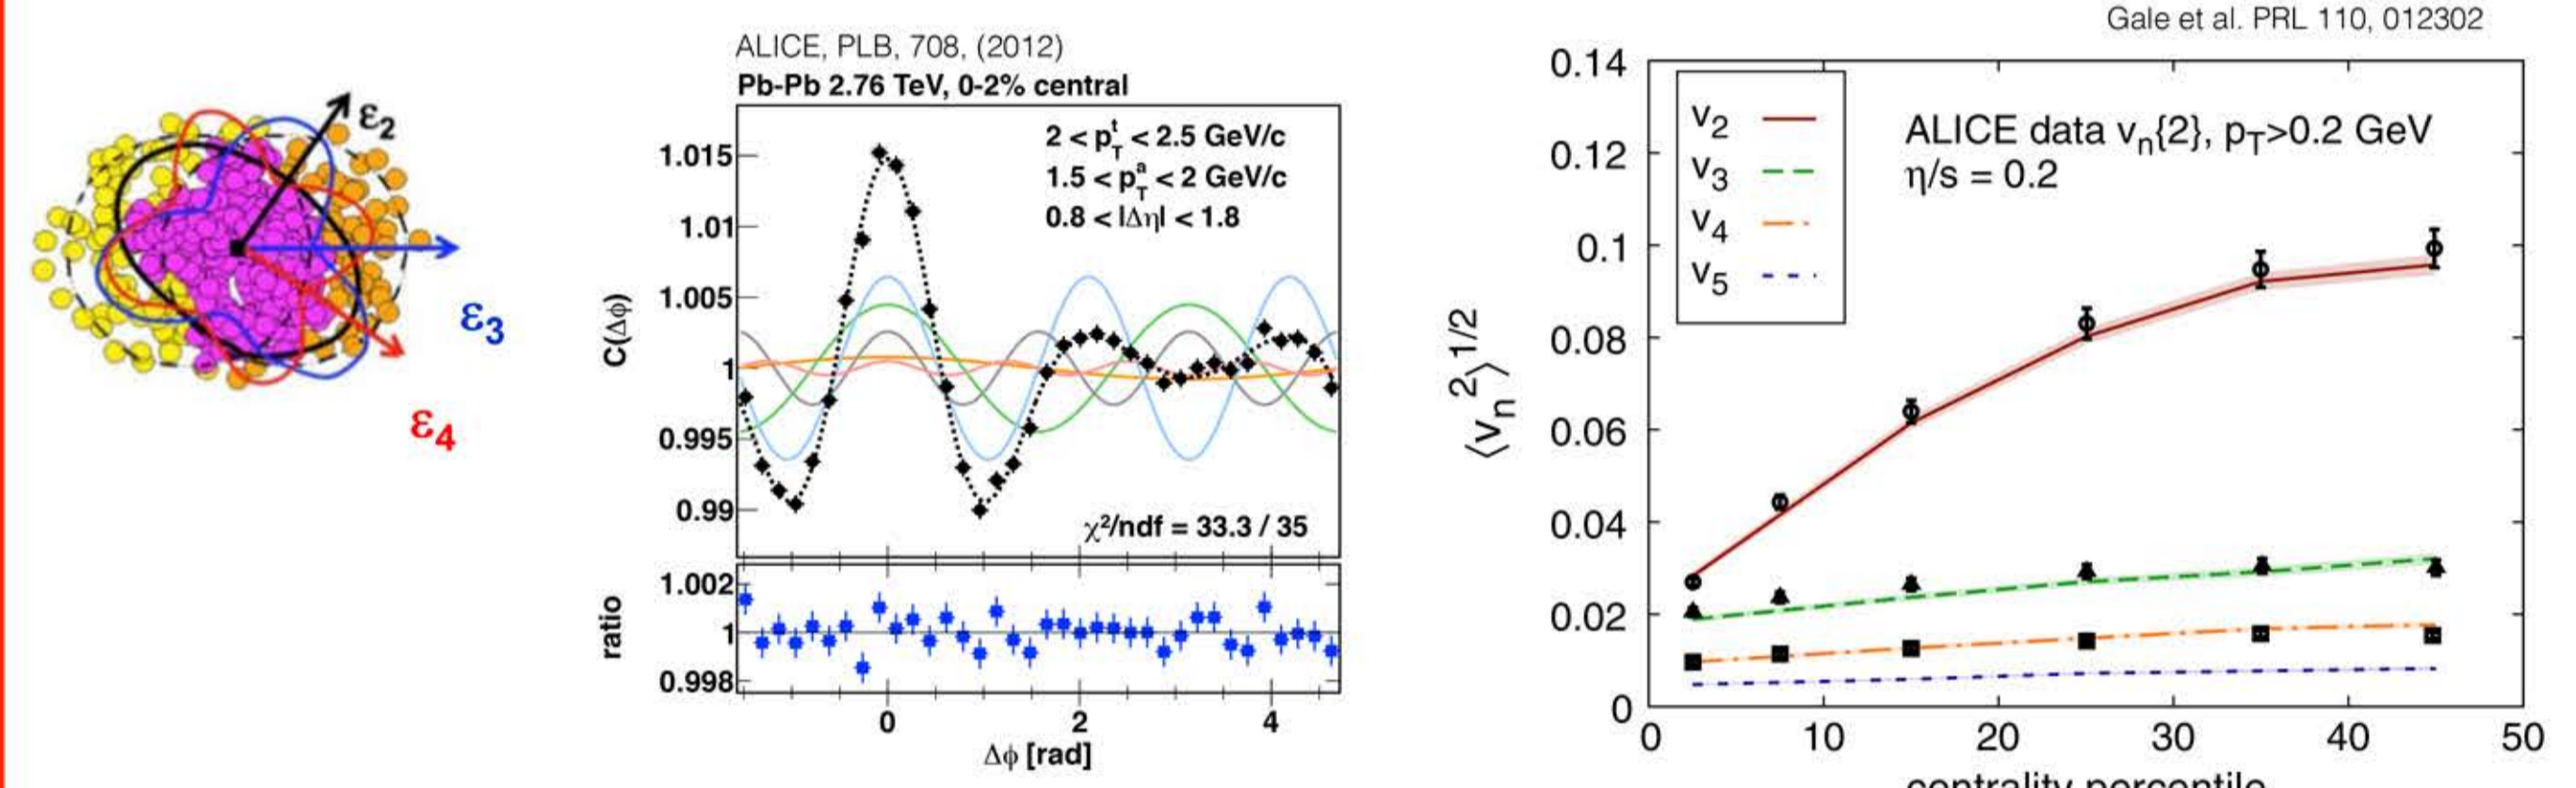 ε2
ε3
ε4
ALICE, PLB, 708, (2012)
Pb-Pb 2.76 TeV, 0-2% central
2 < p_T^t < 2.5 GeV/c
1.5 < p_T^a < 2 GeV/c
0.8 < |Δη| < 1.8
1.015
1.01
1.005
1
0.995
0.99
C(Δϕ)
χ²/ndf = 33.3 / 35
1.002
1
0.998
ratio
0 2 4
Δϕ [rad]
Gale et al. PRL 110, 012302
0.14
0.12
0.1
0.08
0.06
0.04
0.02
0
⟨v_n²⟩^1/2
v2
v3
v4
v5
ALICE data v_n{2}, p_T>0.2 GeV
η/s = 0.2
0 10 20 30 40 50
centrality percentile